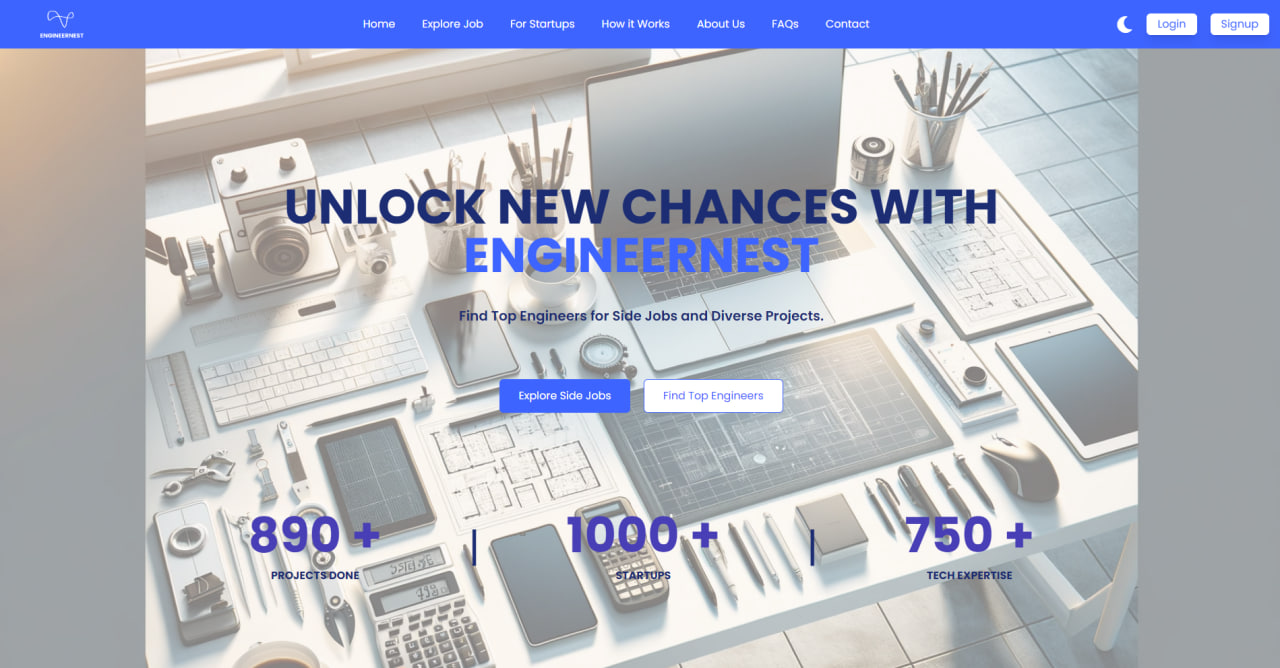 ENGINEERNEST
Home Explore Job For Startups How it Works About Us FAQs Contact
Login Signup
UNLOCK NEW CHANCES WITH
ENGINEERNEST
Find Top Engineers for Side Jobs and Diverse Projects.
Explore Side Jobs Find Top Engineers
890 + | 1000 + | 750 +
PROJECTS DONE STARTUPS TECH EXPERTISE